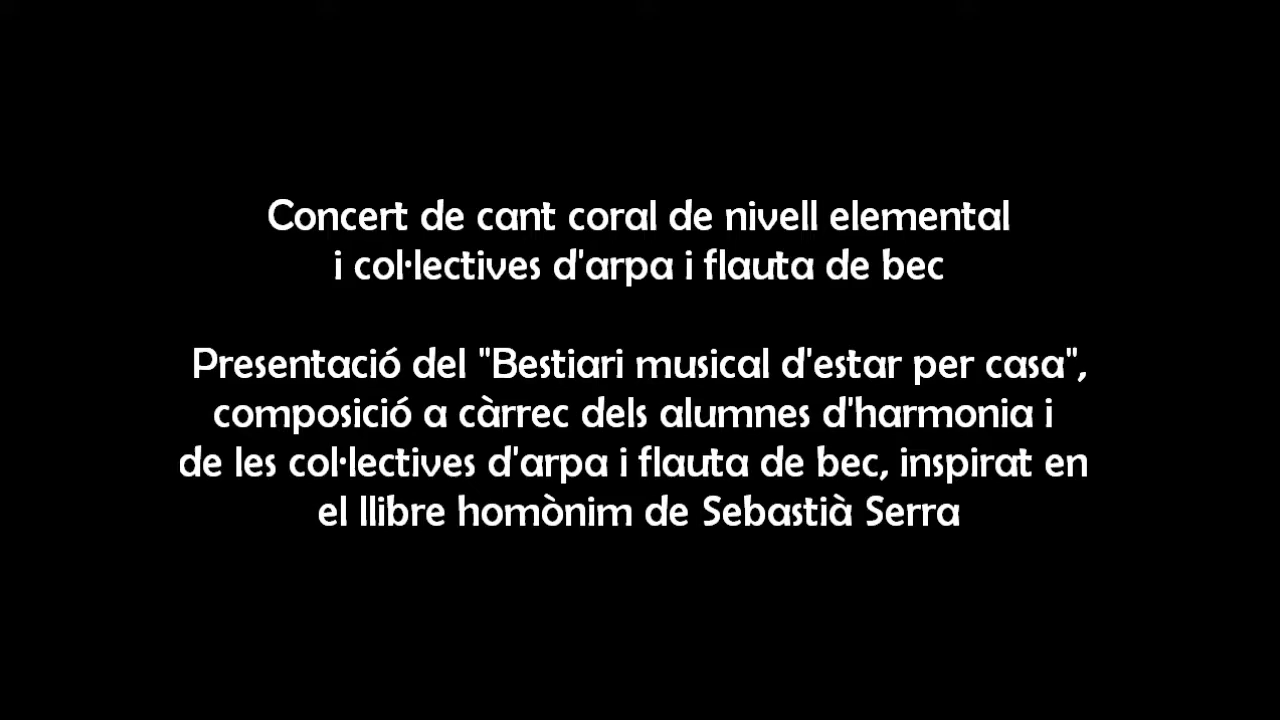 Concert de cant coral de nivell elemental
i col·lectives d'arpa i flauta de bec
Presentació del "Bestiari musical d'estar per casa",
composició a càrrec dels alumnes d'harmonia i
de les col·lectives d'arpa i flauta de bec, inspirat en
el llibre homònim de Sebastià Serra